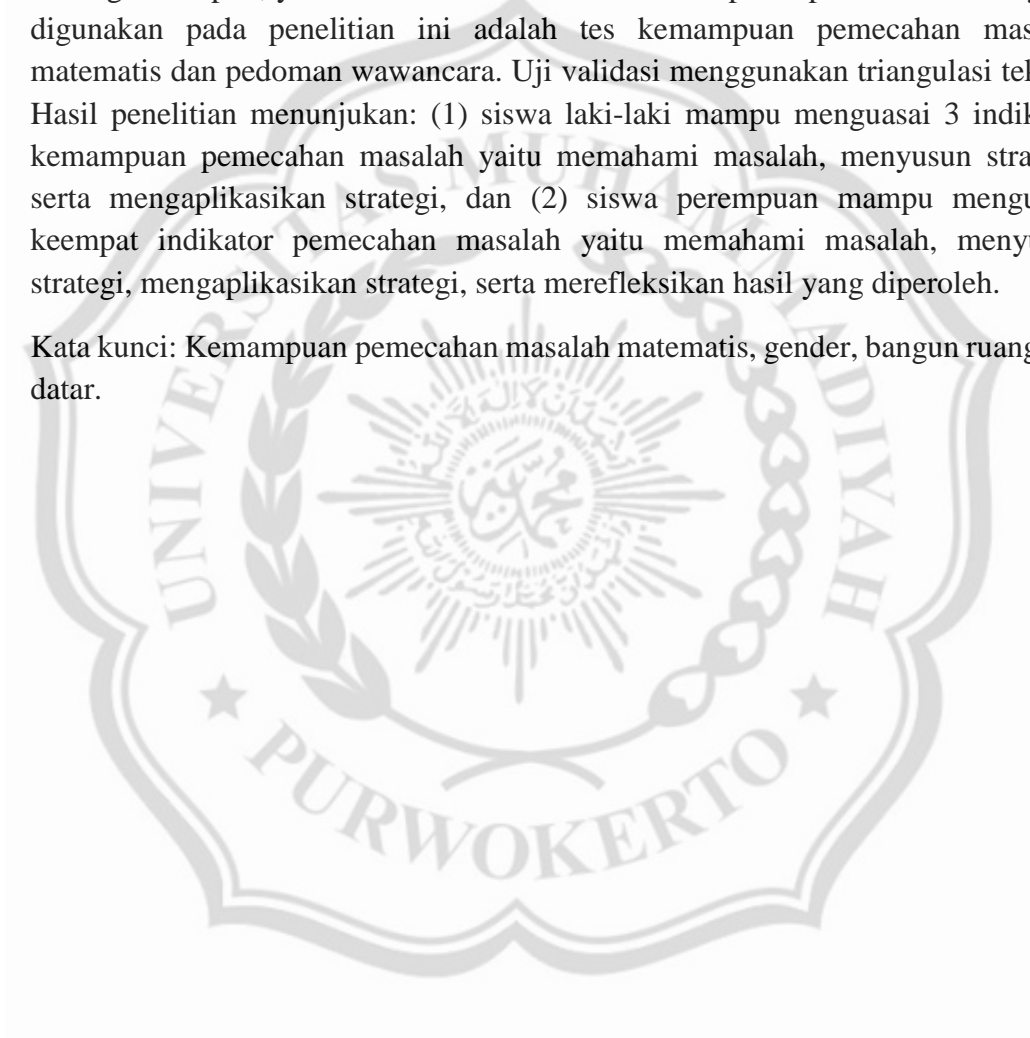 digunakan pada penelitian ini adalah tes kemampuan pemecahan mas
matematis dan pedoman wawancara. Uji validasi menggunakan triangulasi tek
Hasil penelitian menunjukan: (1) siswa laki-laki mampu menguasai 3 indik
kemampuan pemecahan masalah yaitu memahami masalah, menyusun stra
serta mengaplikasikan strategi, dan (2) siswa perempuan mampu mengu
keempat indikator pemecahan masalah yaitu memahami masalah, menyu
strategi, mengaplikasikan strategi, serta merefleksikan hasil yang diperoleh.
Kata kunci: Kemampuan pemecahan masalah matematis, gender, bangun ruang
datar.
UNIVERSITAS MUHAMMADIYAH
PURWOKERTO